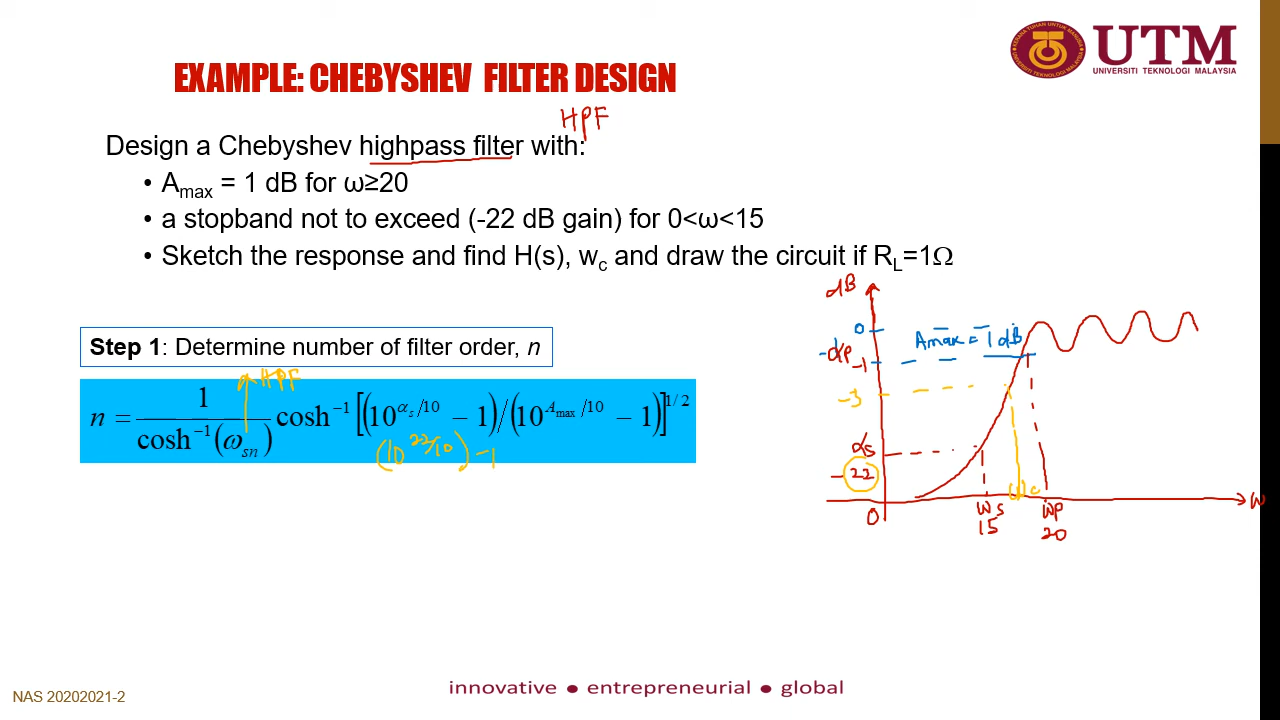 UTM
UNIVERSITI TEKNOLOGI MALAYSIA
EXAMPLE: CHEBYSHEV FILTER DESIGN
HPF
Design a Chebyshev highpass filter with:
• Amax = 1 dB for ω≥20
• a stopband not to exceed (-22 dB gain) for 0<ω<15
• Sketch the response and find H(s), wc and draw the circuit if RL=1Ω
Step 1: Determine number of filter order, n
HPF
n = 1 / cosh⁻¹(ωsn) cosh⁻¹ [(10^(αs/10) − 1)/(10^(Amax/10) − 1)]^(1/2)
(10^(22/10)) −1
dB
0
Amax = 1 dB
-αp
-1
-3
αs
-22
0
ws
15
wc
wp
20
w
NAS 20202021-2
innovative ● entrepreneurial ● global